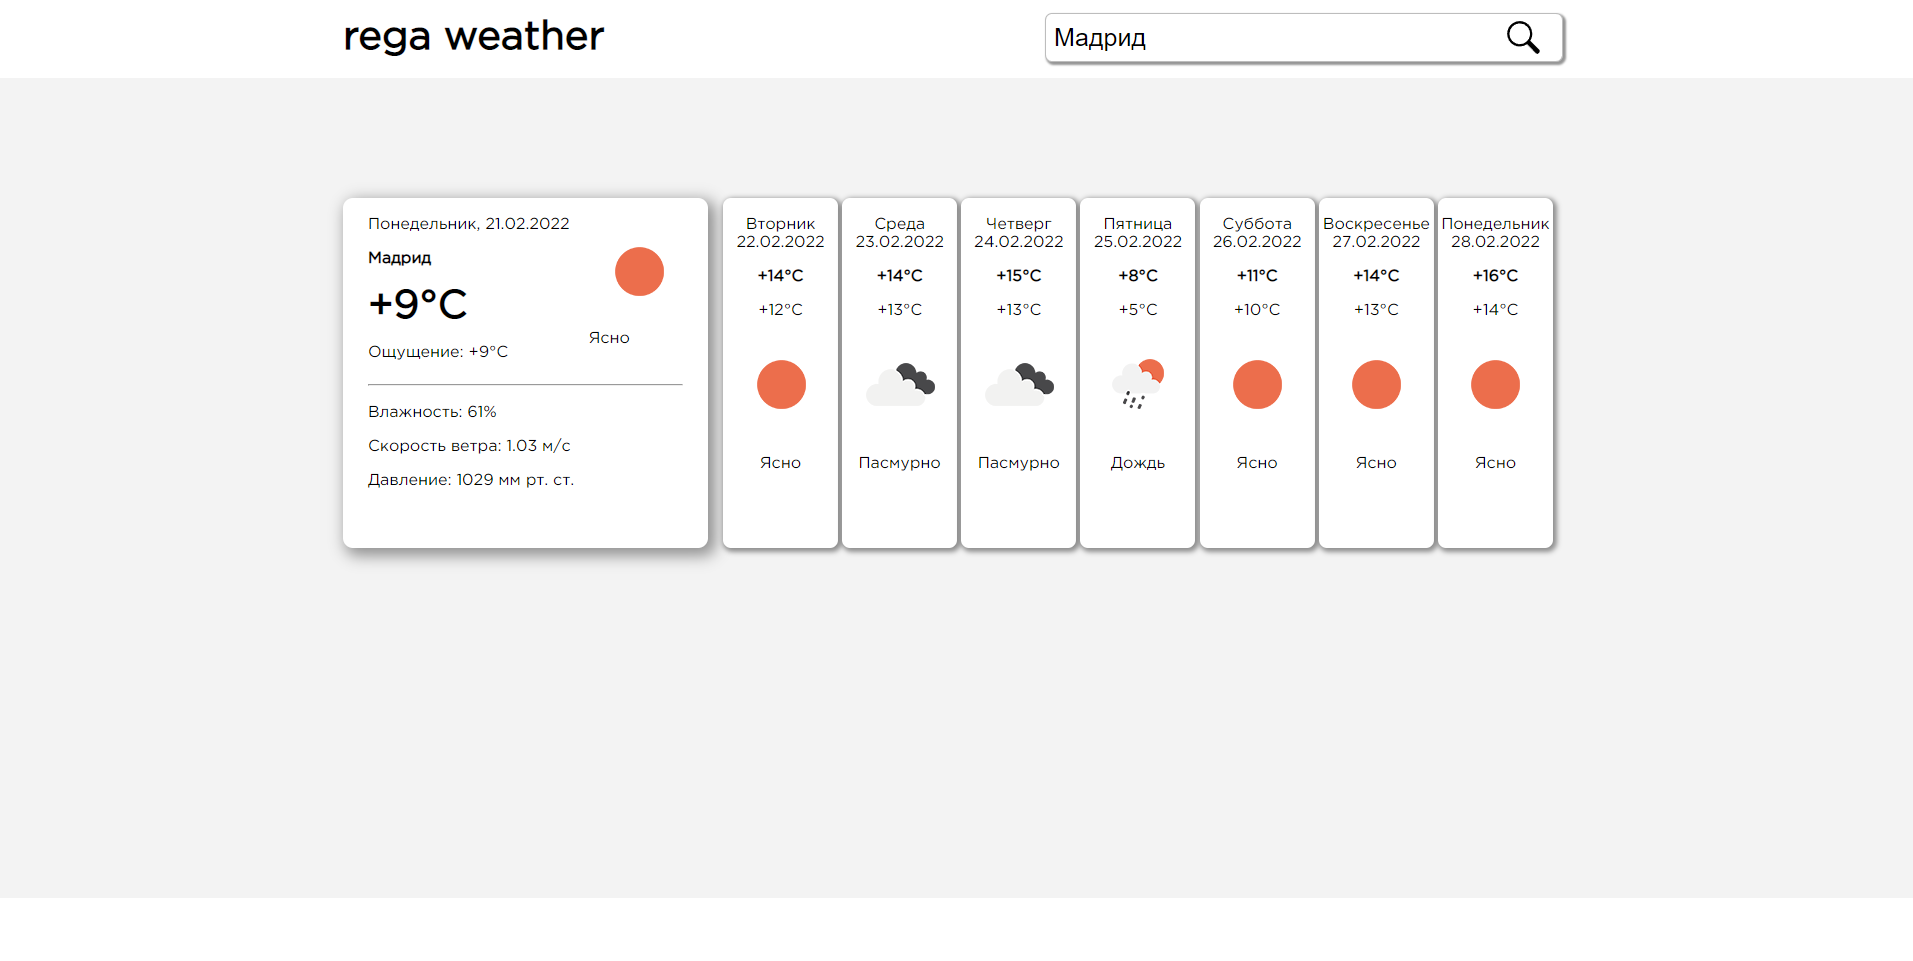 rega weather
Мадрид
Понедельник, 21.02.2022
Мадрид
+9°C
Ясно
Ощущение: +9°C
Влажность: 61%
Скорость ветра: 1.03 м/с
Давление: 1029 мм рт. ст.
Вторник
22.02.2022
+14°C
+12°C
Ясно
Среда
23.02.2022
+14°C
+13°C
Пасмурно
Четверг
24.02.2022
+15°C
+13°C
Пасмурно
Пятница
25.02.2022
+8°C
+5°C
Дождь
Суббота
26.02.2022
+11°C
+10°C
Ясно
Воскресенье
27.02.2022
+14°C
+13°C
Ясно
Понедельник
28.02.2022
+16°C
+14°C
Ясно